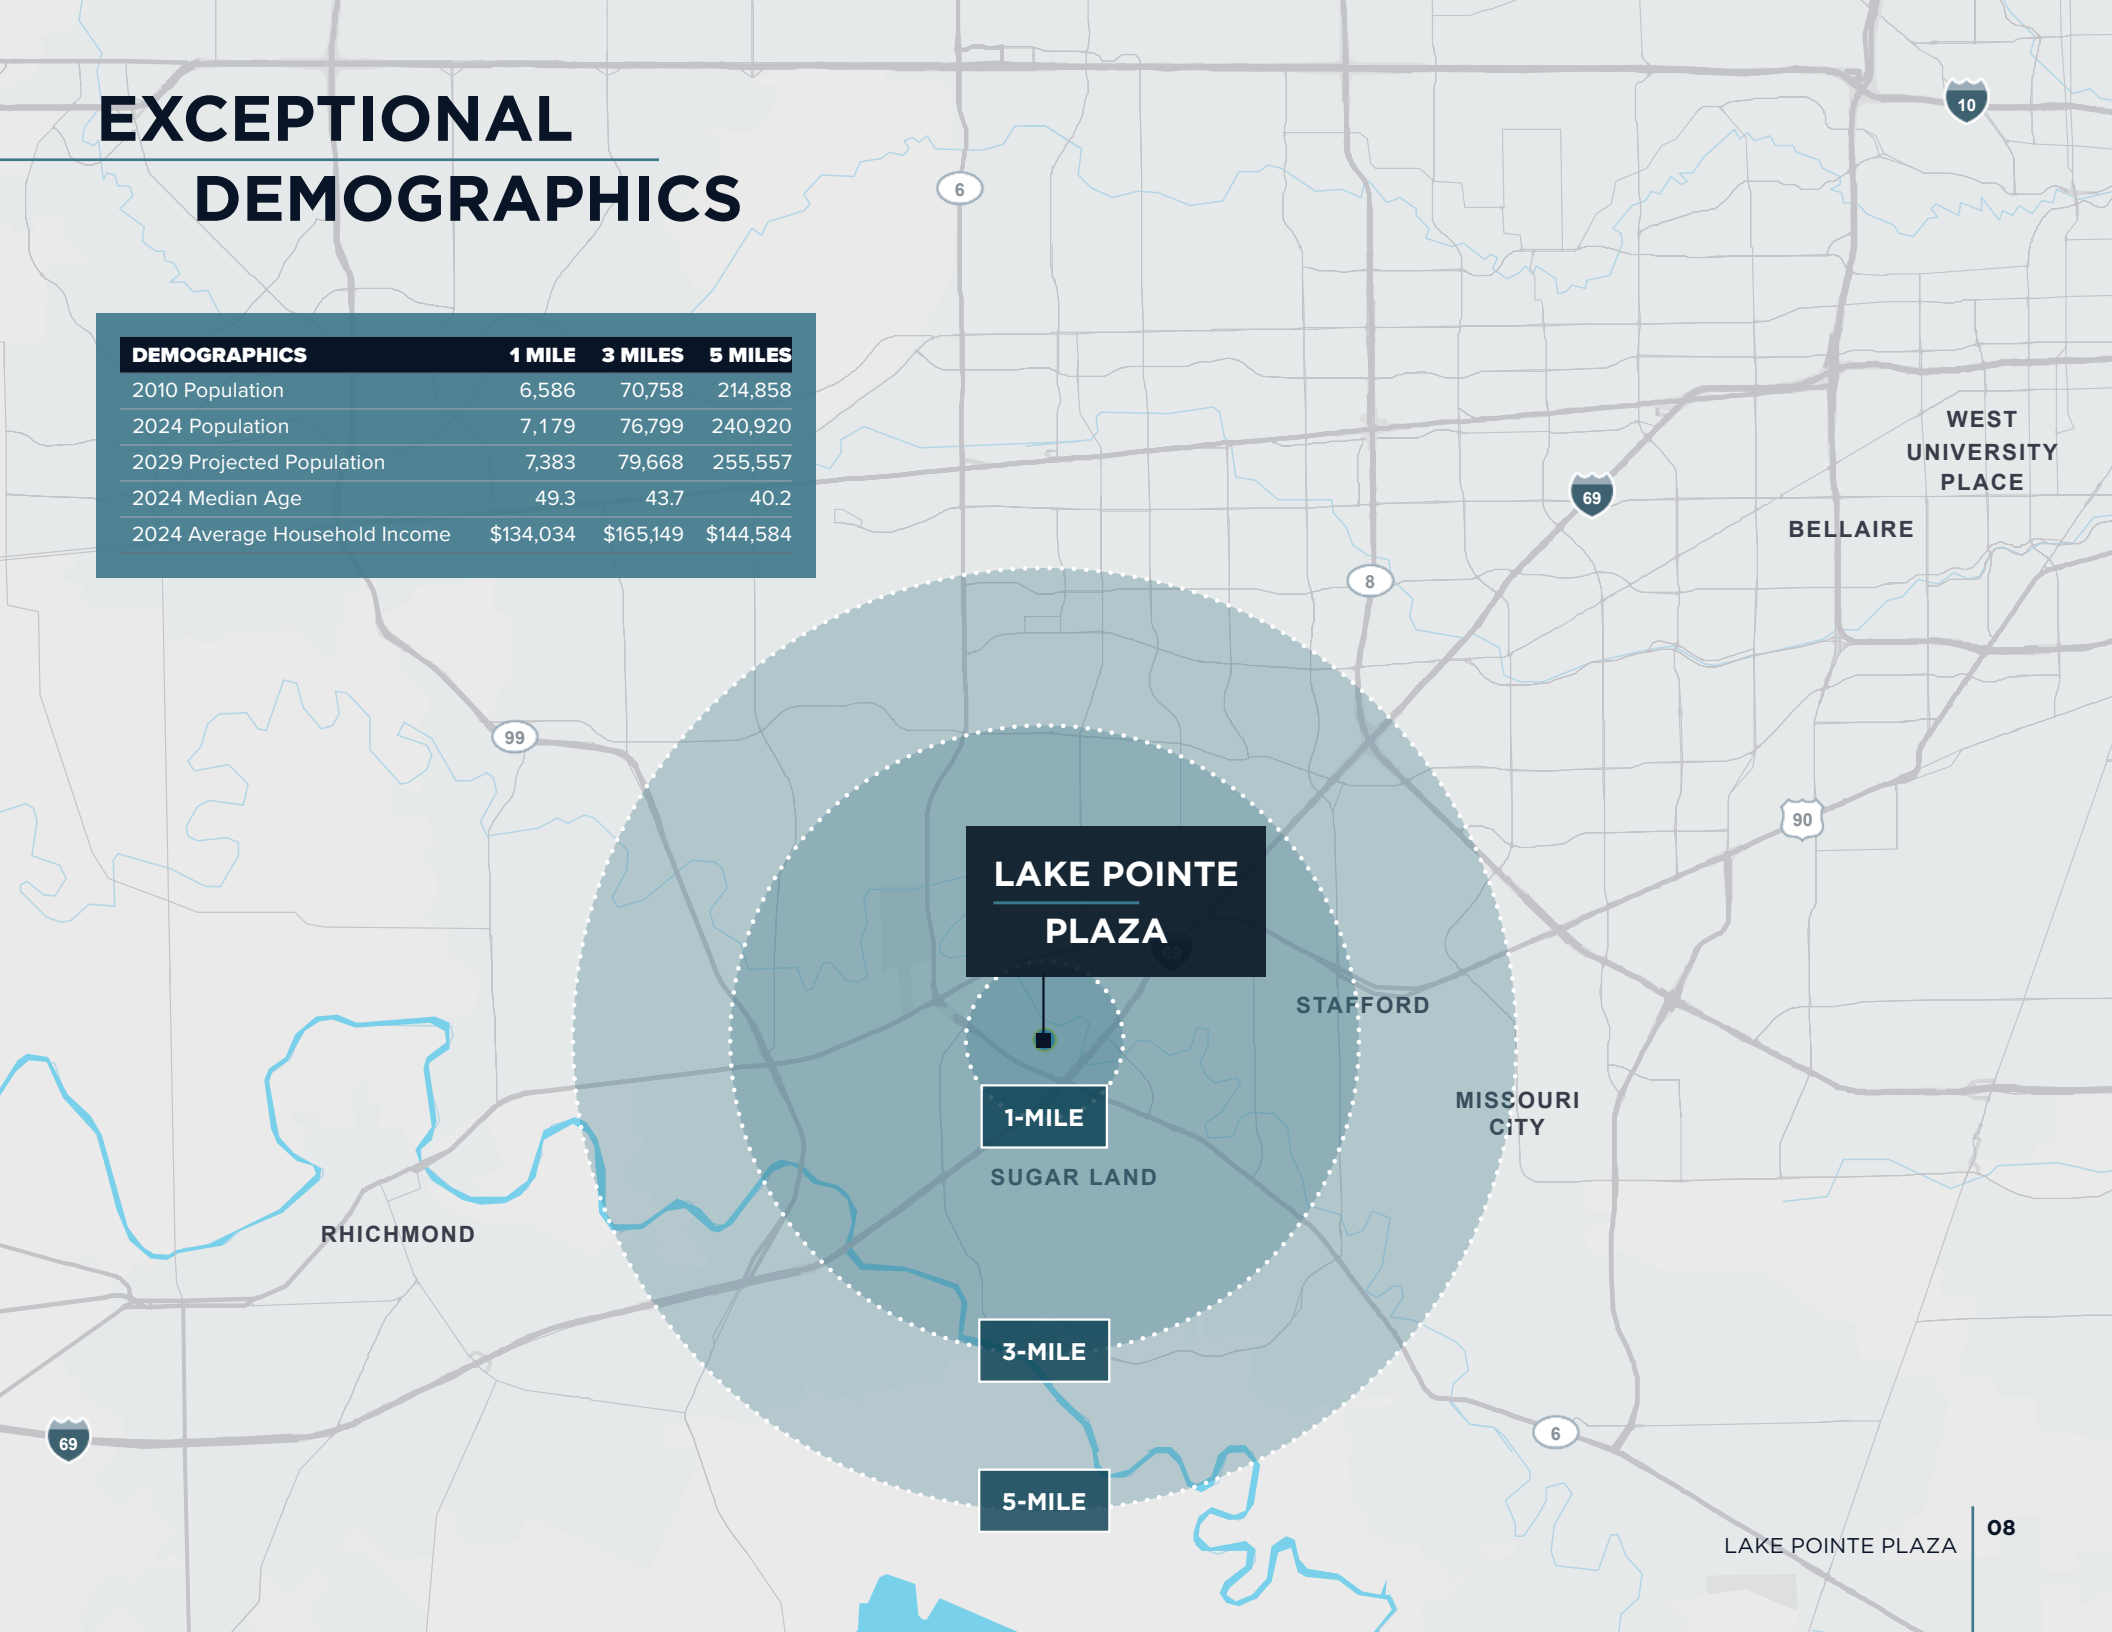 EXCEPTIONAL
DEMOGRAPHICS
DEMOGRAPHICS 1 MILE 3 MILES 5 MILES
2010 Population 6,586 70,758 214,858
2024 Population 7,179 76,799 240,920
2029 Projected Population 7,383 79,668 255,557
2024 Median Age 49.3 43.7 40.2
2024 Average Household Income $134,034 $165,149 $144,584
10
6
WEST
UNIVERSITY
PLACE
69
BELLAIRE
8
99
90
LAKE POINTE
PLAZA
69
STAFFORD
1-MILE
MISSOURI
CITY
SUGAR LAND
RHICHMOND
3-MILE
69
6
5-MILE
LAKE POINTE PLAZA
08